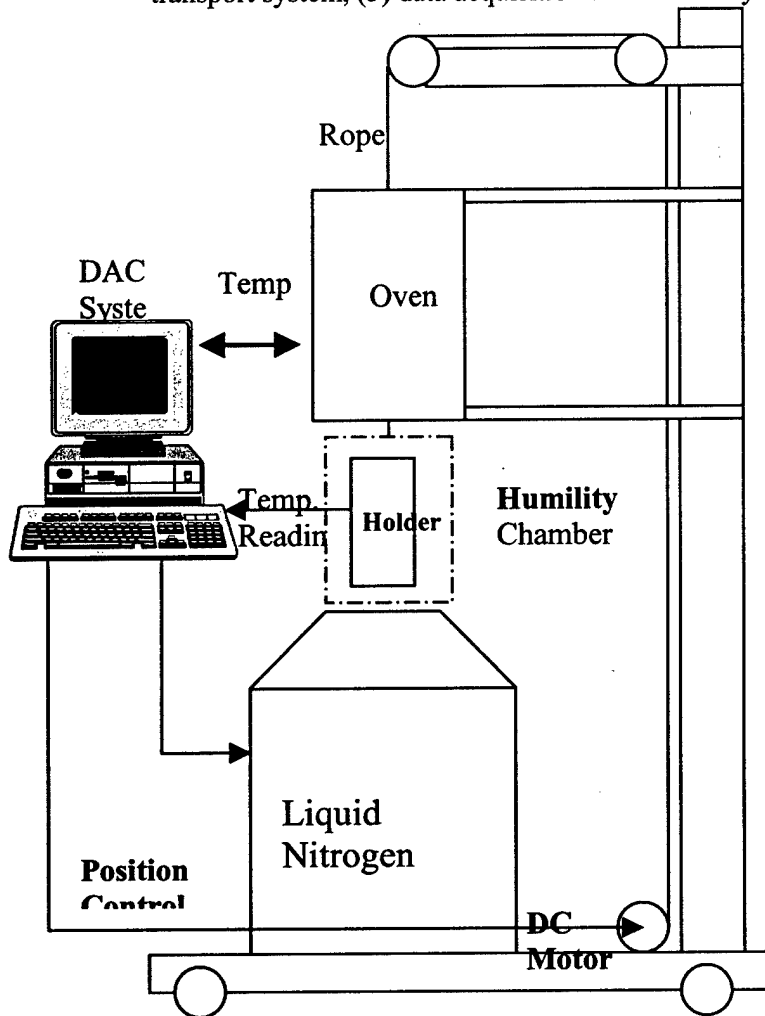 transport system, (5) data acquisition
Rope
DAC
Syste
Temp
Oven
Temp.
Readin
Holder
Humility
Chamber
Liquid
Nitrogen
Position
Control
DC
Motor